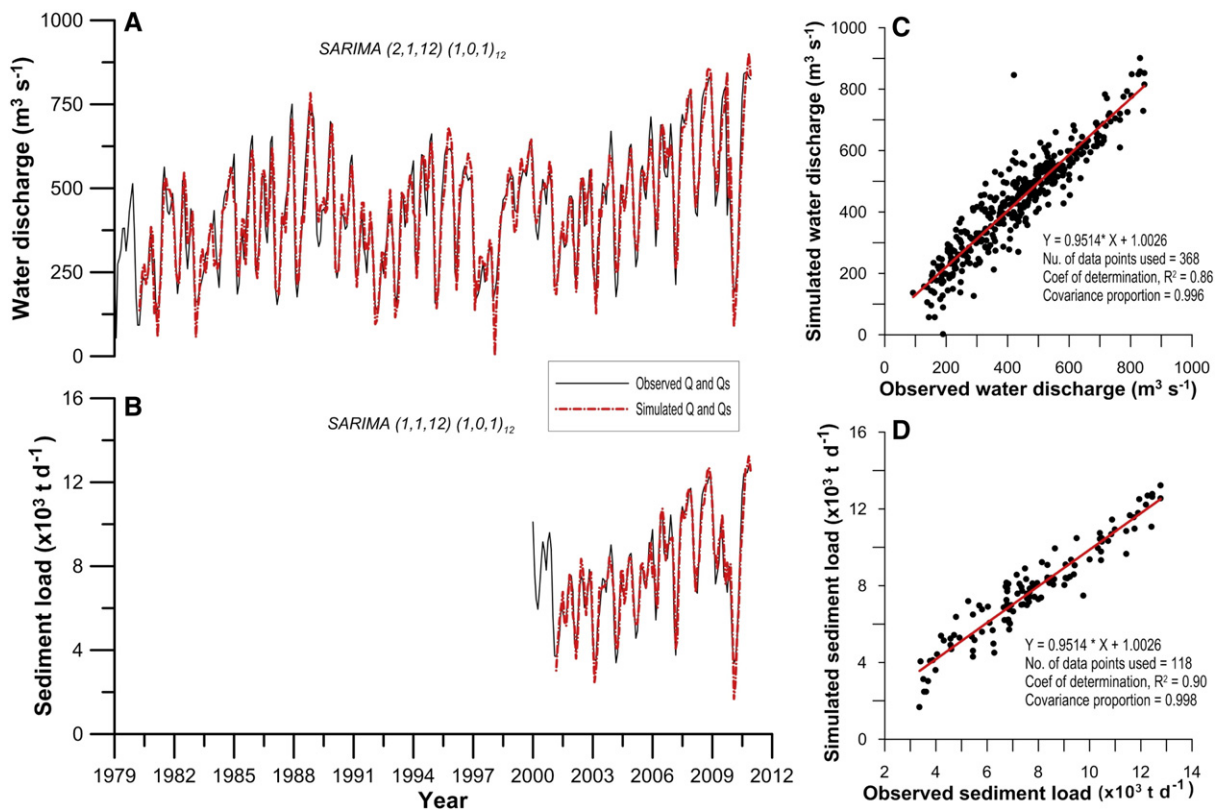 A
SARIMA (2,1,12) (1,0,1)12
Water discharge (m³ s⁻¹)
1000
750
500
250
0
B
SARIMA (1,1,12) (1,0,1)12
Observed Q and Qs
Simulated Q and Qs
Sediment load (x10³ t d⁻¹)
16
12
8
4
0
1979 1982 1985 1988 1991 1994 1997 2000 2003 2006 2009 2012
Year
C
Simulated water discharge (m³ s⁻¹)
1000
800
600
400
200
0
Y = 0.9514* X + 1.0026
Nu. of data points used = 368
Coef of determination, R² = 0.86
Covariance proportion = 0.996
200 400 600 800 1000
Observed water discharge (m³ s⁻¹)
D
Simulated sediment load (x10³ t d⁻¹)
16
12
8
4
0
Y = 0.9514 * X + 1.0026
No. of data points used = 118
Coef of determination, R² = 0.90
Covariance proportion = 0.998
2 4 6 8 10 12 14
Observed sediment load (x10³ t d⁻¹)